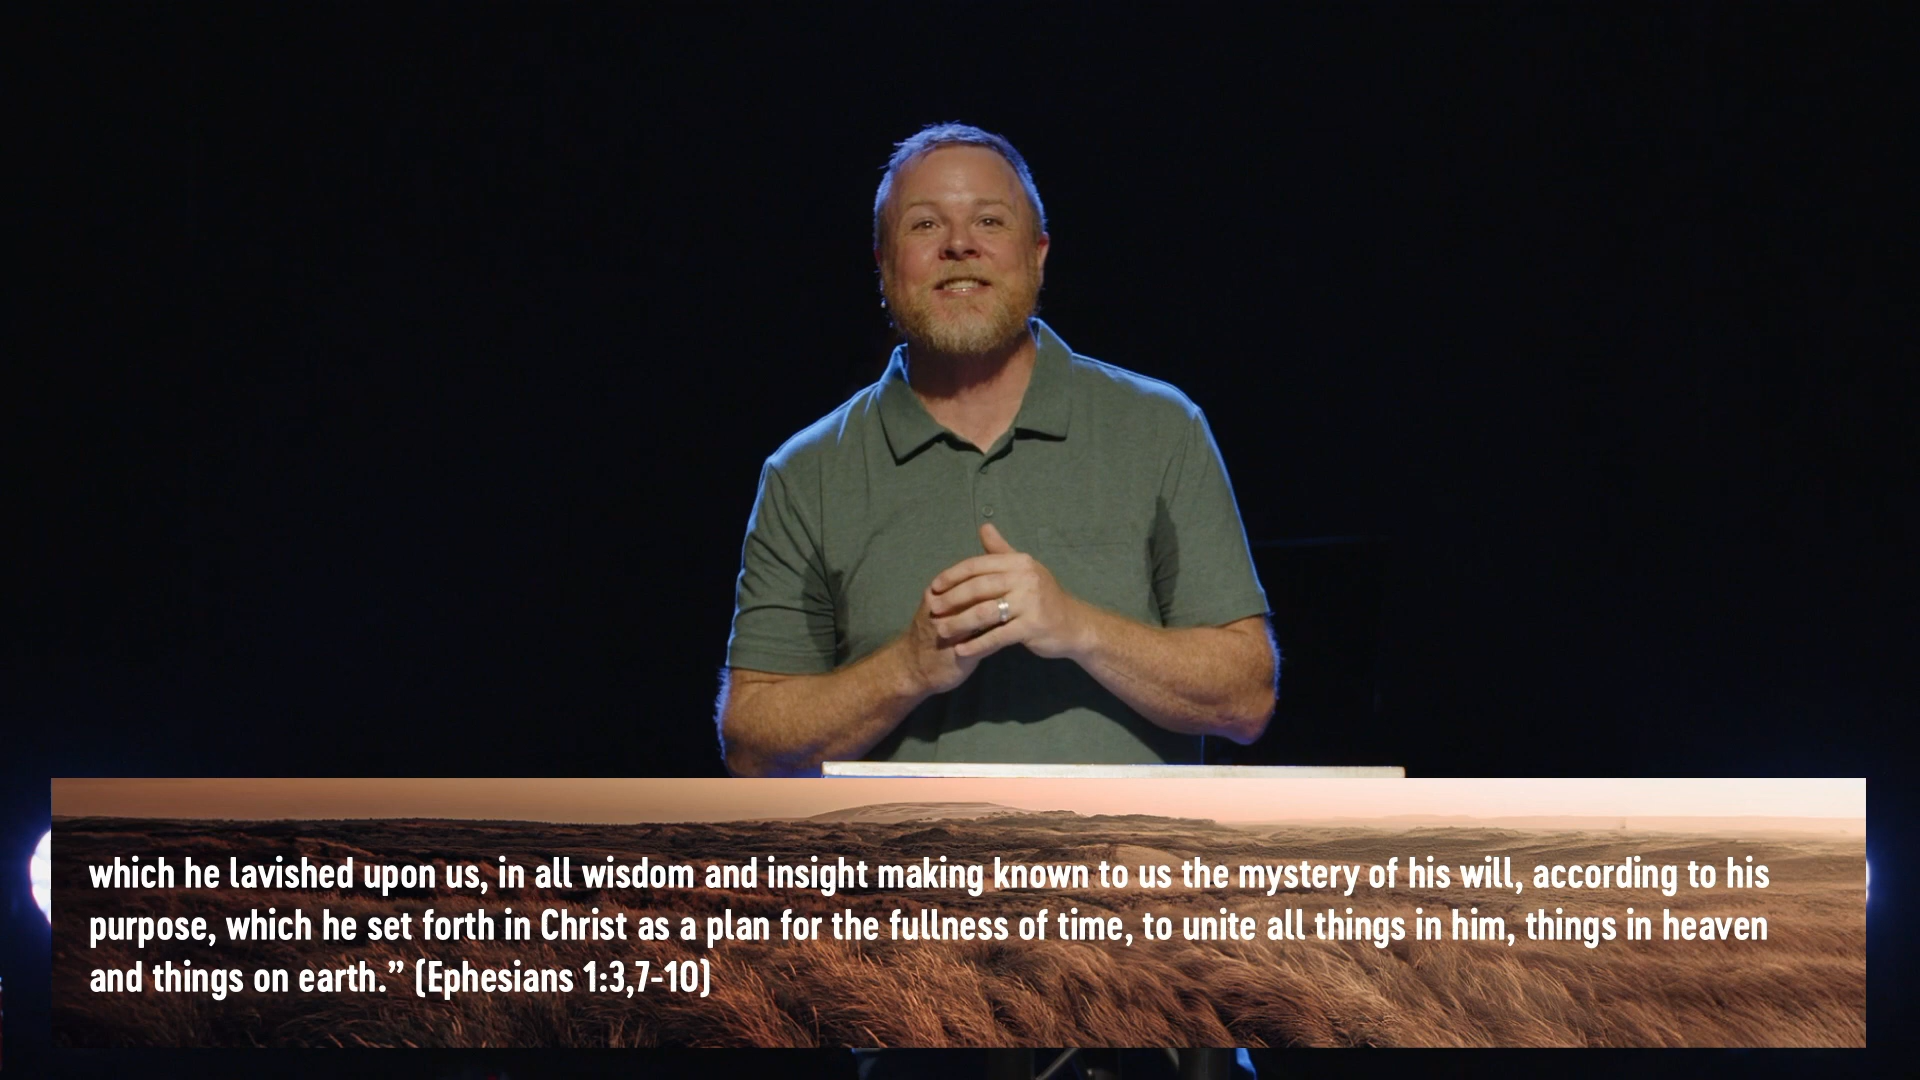 which he lavished upon us, in all wisdom and insight making known to us the mystery of his will, according to his
purpose, which he set forth in Christ as a plan for the fullness of time, to unite all things in him, things in heaven
and things on earth.” (Ephesians 1:3,7-10)